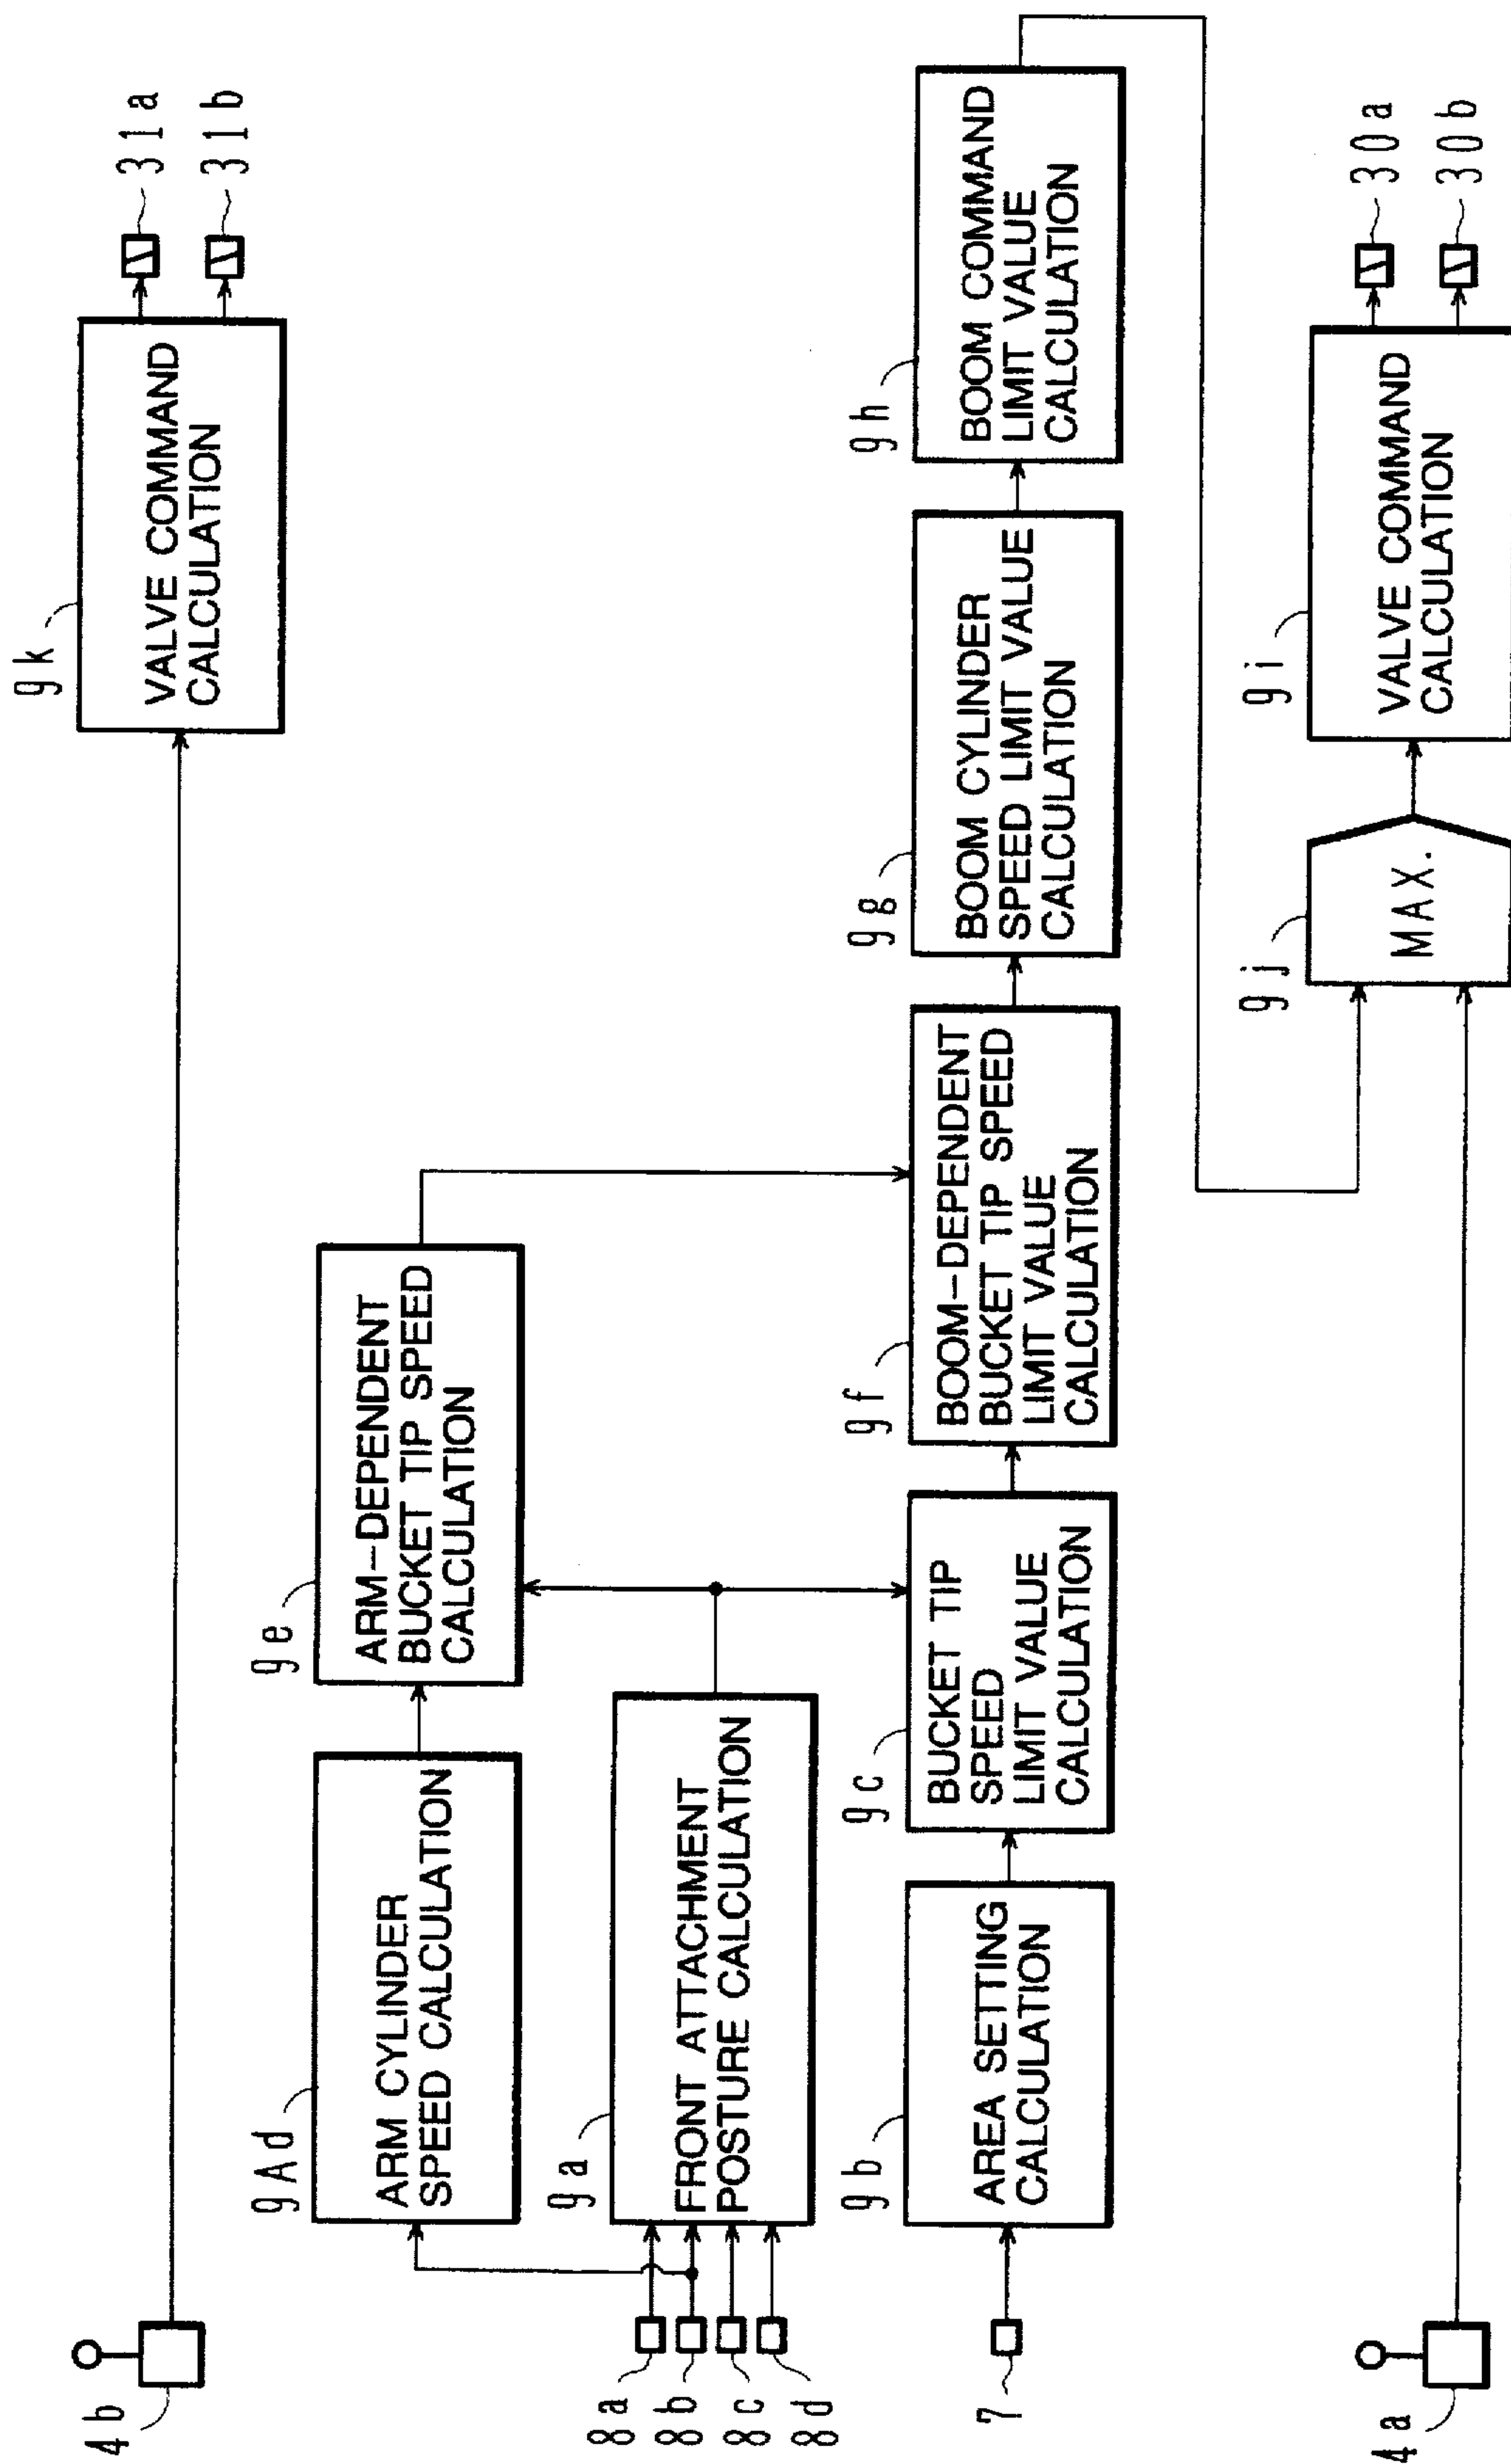 4b
9k
VALVE COMMAND
CALCULATION
31a
31b
9Ad
ARM CYLINDER
SPEED CALCULATION
9e
ARM-DEPENDENT
BUCKET TIP SPEED
CALCULATION
8a
8b
8c
8d
9a
FRONT ATTACHMENT
POSTURE CALCULATION
7
9b
AREA SETTING
CALCULATION
9c
BUCKET TIP
SPEED
LIMIT VALUE
CALCULATION
9f
BOOM-DEPENDENT
BUCKET TIP SPEED
LIMIT VALUE
CALCULATION
9g
BOOM CYLINDER
SPEED LIMIT VALUE
CALCULATION
9h
BOOM COMMAND
LIMIT VALUE
CALCULATION
4a
9j
MAX.
9i
VALVE COMMAND
CALCULATION
30a
30b